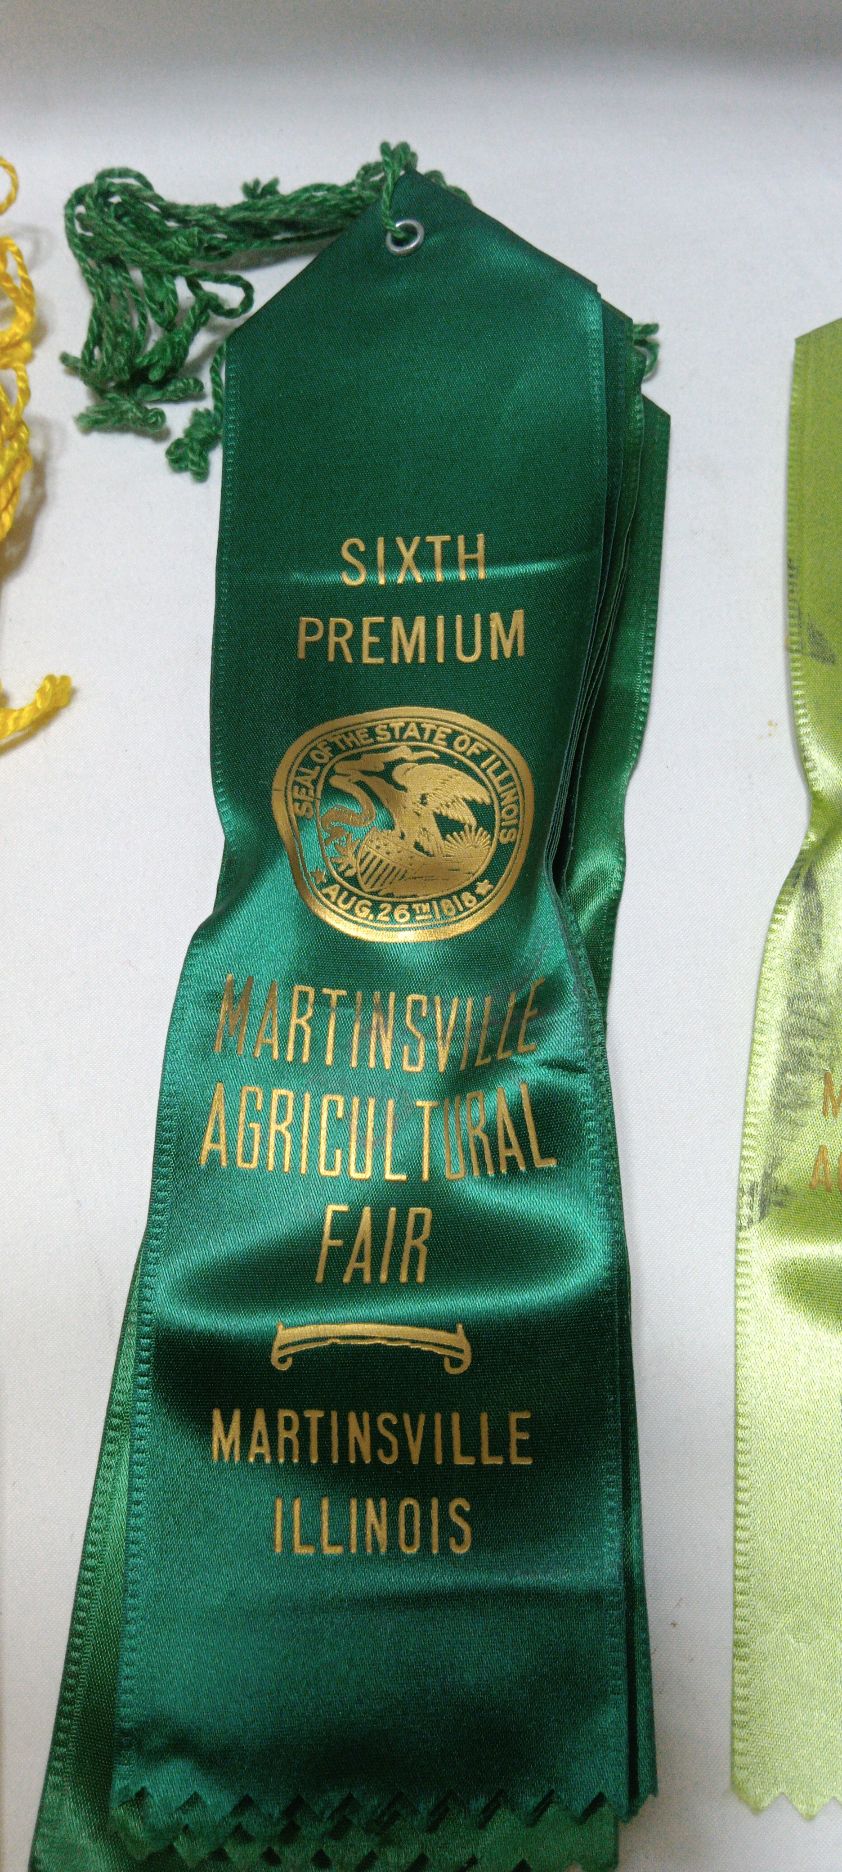 SIXTH
PREMIUM
SEAL OF THE STATE OF ILLINOIS
AUG. 26TH 1818
MARTINSVILLE
AGRICULTURAL
FAIR
MARTINSVILLE
ILLINOIS
M
A